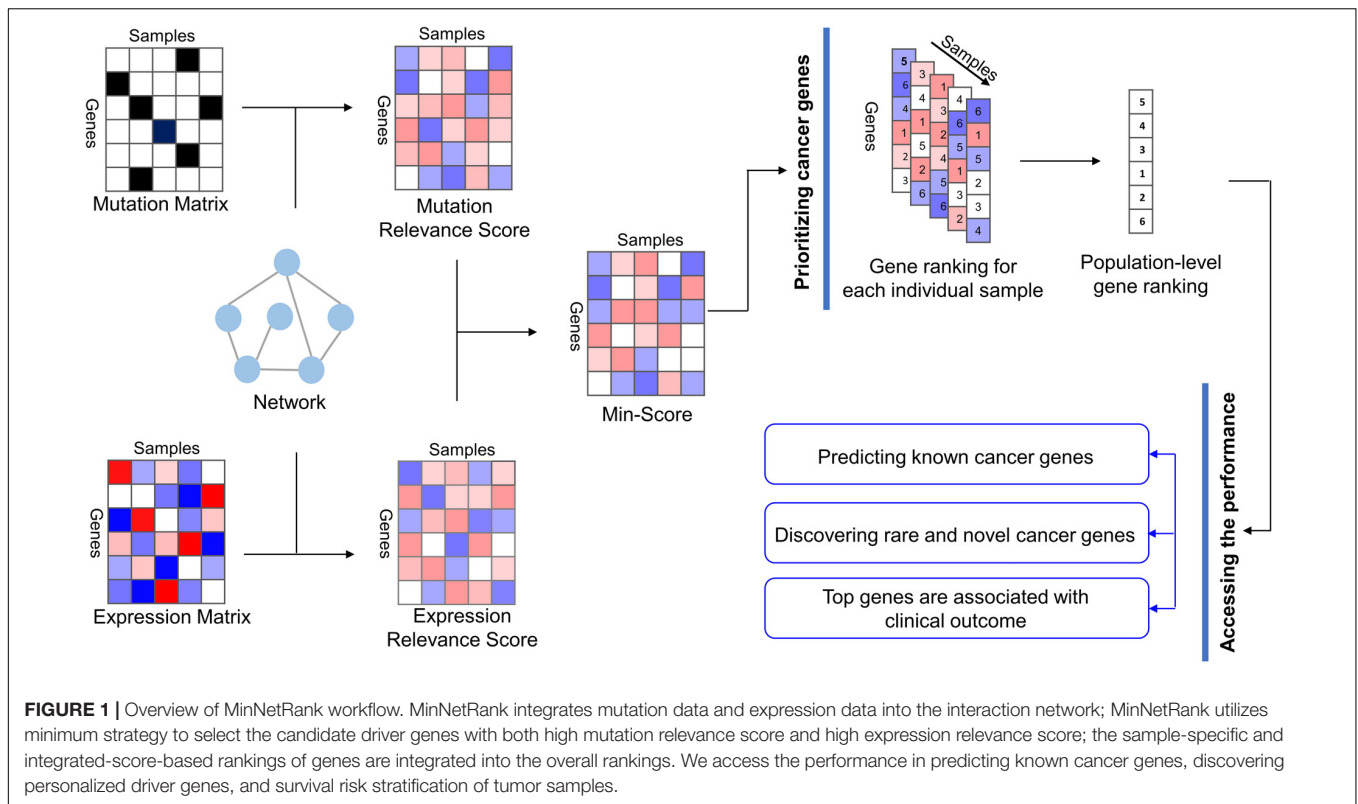 Samples
Genes
Mutation Matrix
Samples
Mutation
Relevance Score
Network
Samples
Genes
Expression Matrix
Samples
Genes
Expression
Relevance Score
Samples
Genes
Min-Score
Prioritizing cancer genes
Samples
Genes
5 6 4 1 2 3
3 4 1 5 2 6
1 3 2 4 5 6
4 6 5 1 3 2
6 1 5 2 3 4
Gene ranking for
each individual sample
5
4
3
1
2
6
Population-level
gene ranking
Accessing the performance
Predicting known cancer genes
Discovering rare and novel cancer genes
Top genes are associated with
clinical outcome
FIGURE 1 | Overview of MinNetRank workflow. MinNetRank integrates mutation data and expression data into the interaction network; MinNetRank utilizes
minimum strategy to select the candidate driver genes with both high mutation relevance score and high expression relevance score; the sample-specific and
integrated-score-based rankings of genes are integrated into the overall rankings. We access the performance in predicting known cancer genes, discovering
personalized driver genes, and survival risk stratification of tumor samples.